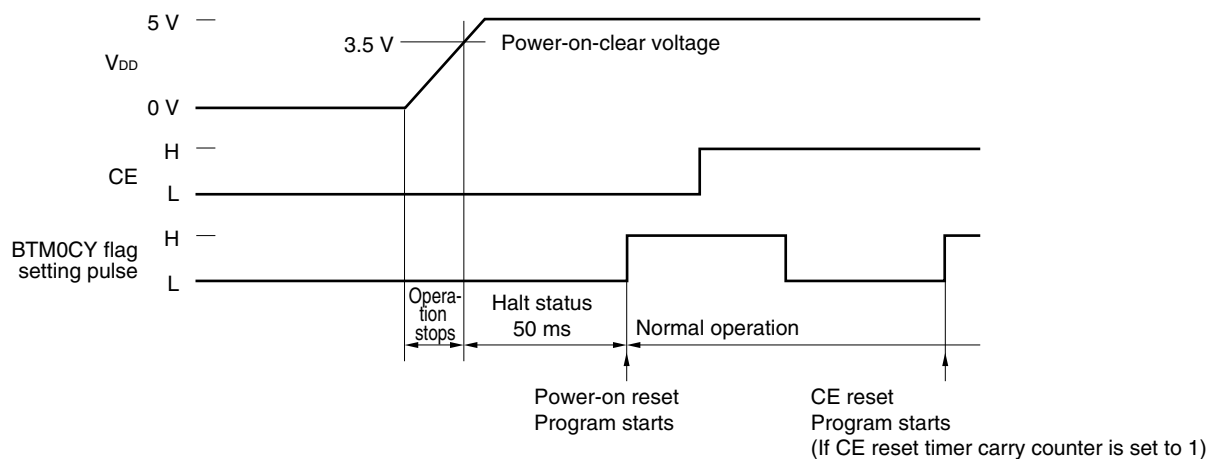 5 V
3.5 V
Power-on-clear voltage
VDD
0 V
H
CE
L
H
BTM0CY flag
setting pulse
L
Opera-
tion
stops
Halt status
50 ms
Normal operation
Power-on reset
Program starts
CE reset
Program starts
(If CE reset timer carry counter is set to 1)